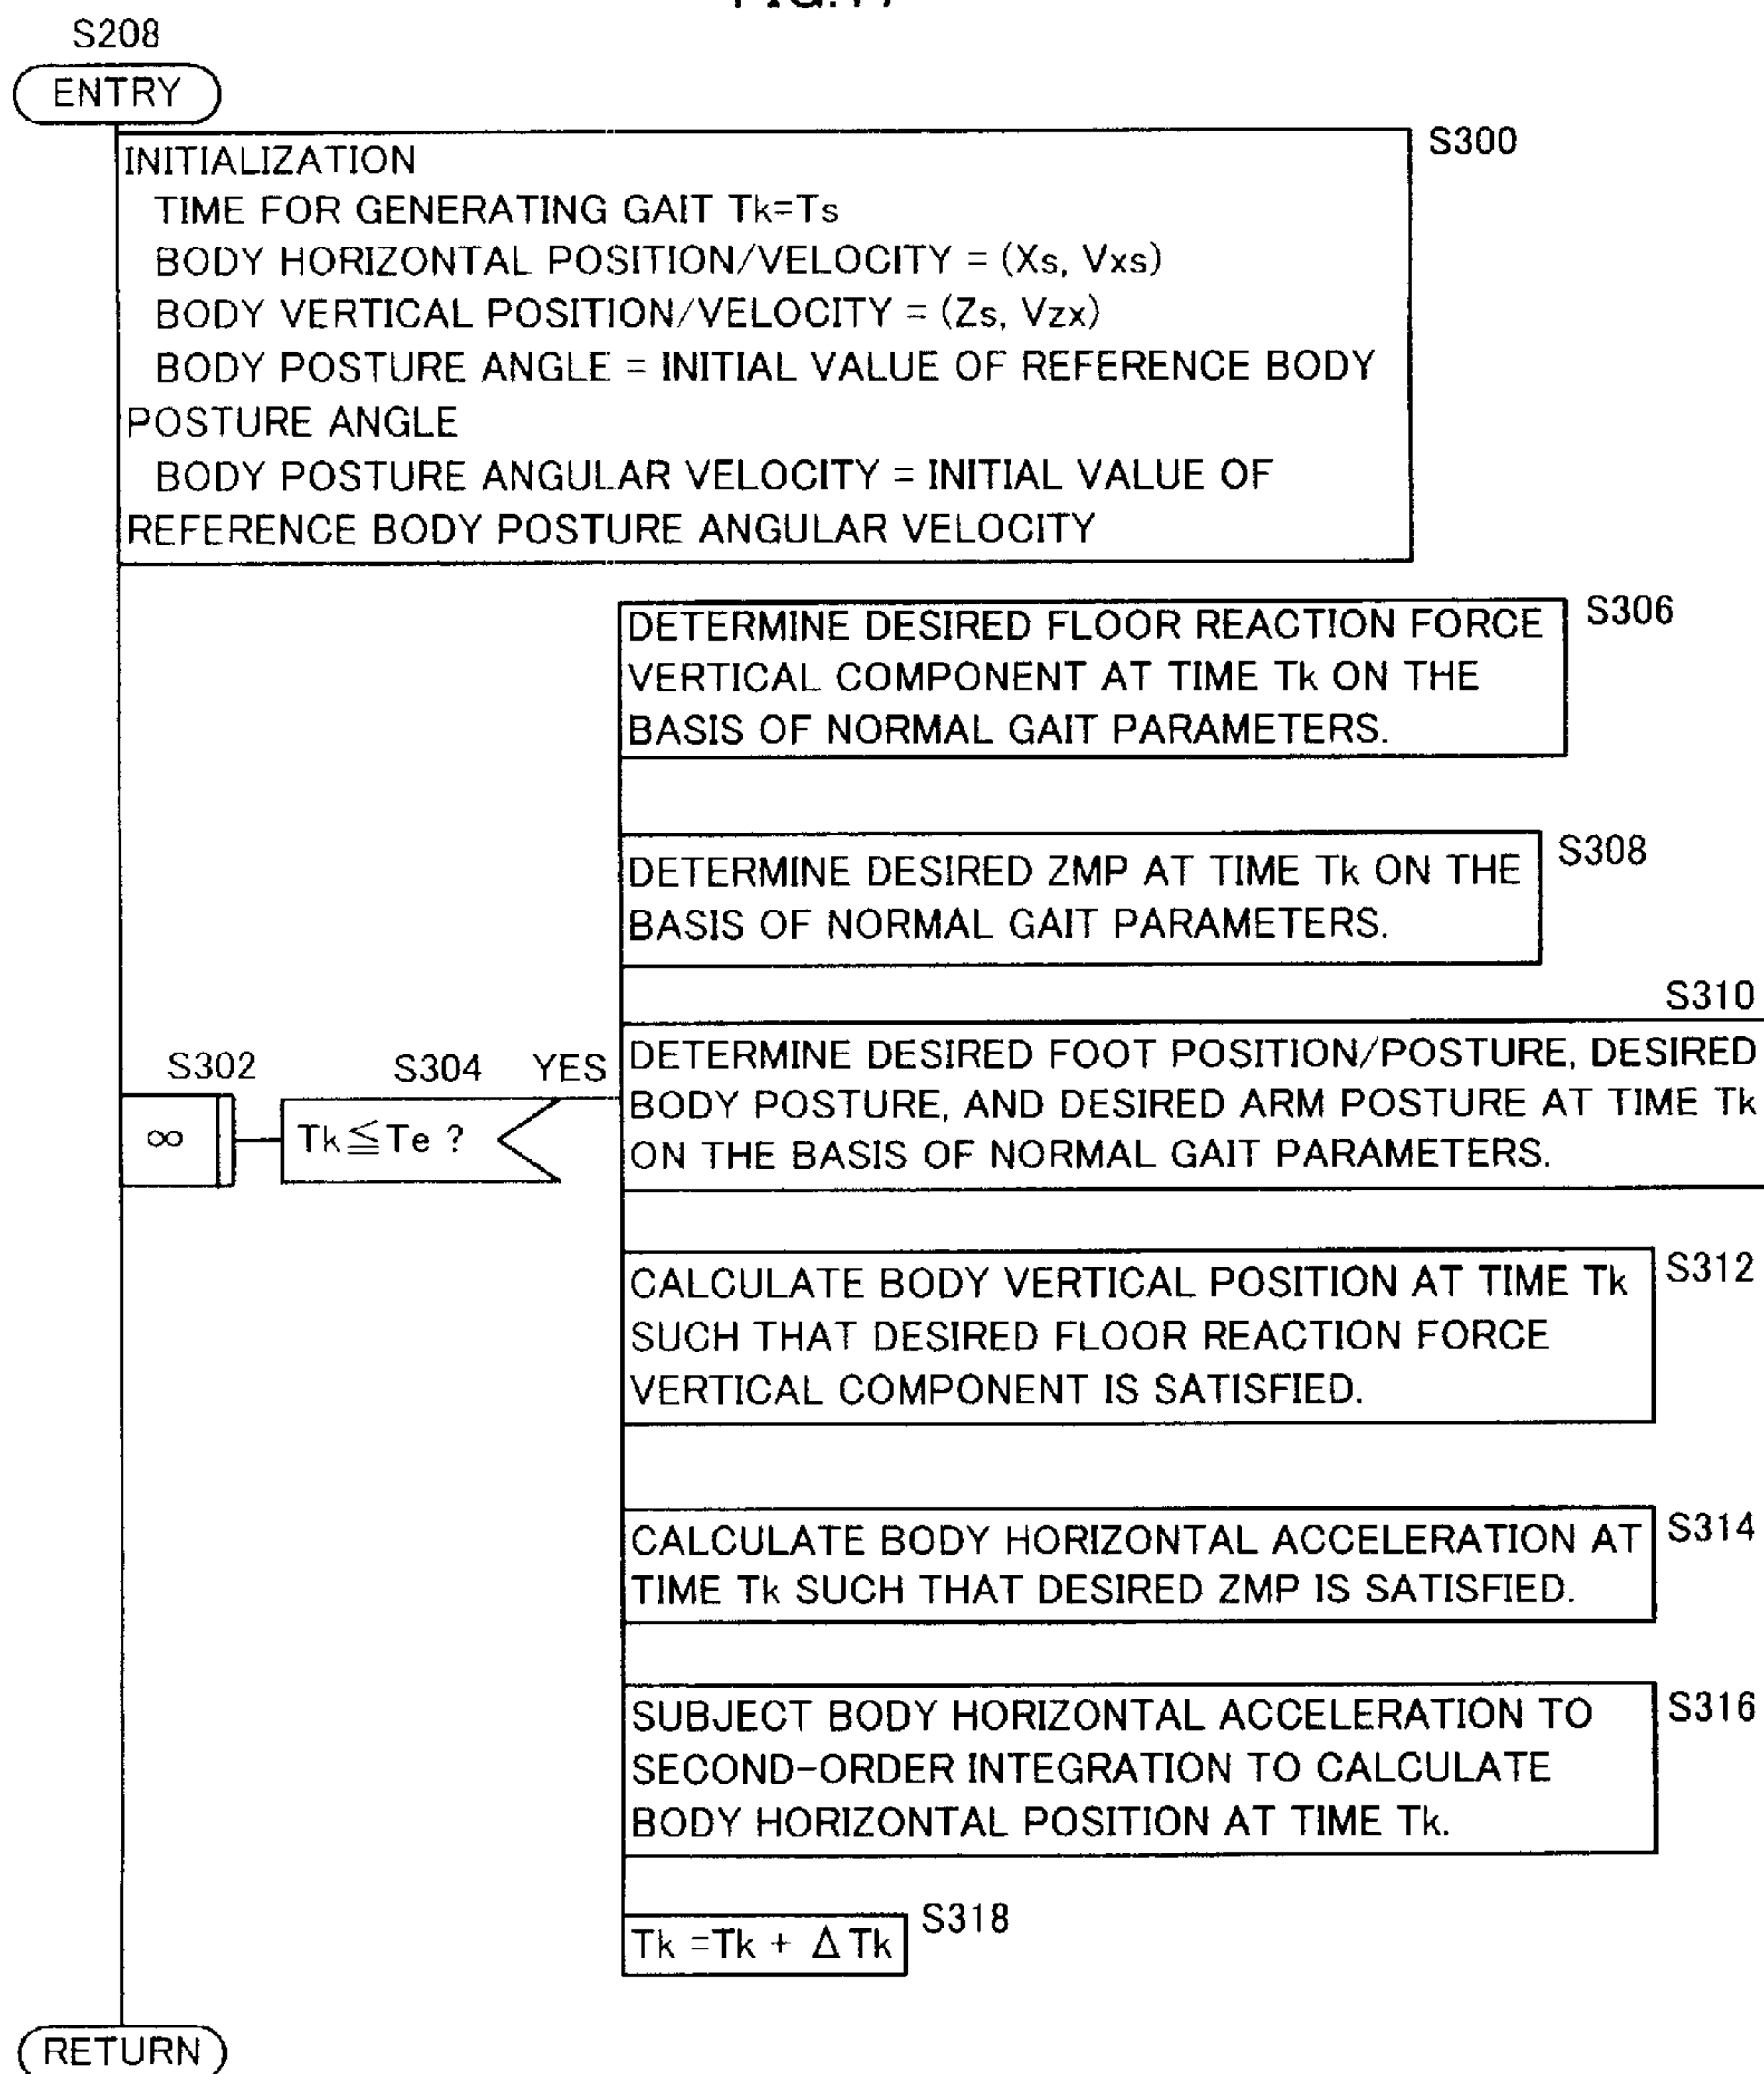 S208
ENTRY
S300
INITIALIZATION
TIME FOR GENERATING GAIT Tk=Ts
BODY HORIZONTAL POSITION/VELOCITY = (Xs, Vxs)
BODY VERTICAL POSITION/VELOCITY = (Zs, Vzx)
BODY POSTURE ANGLE = INITIAL VALUE OF REFERENCE BODY
POSTURE ANGLE
BODY POSTURE ANGULAR VELOCITY = INITIAL VALUE OF
REFERENCE BODY POSTURE ANGULAR VELOCITY
S302
∞
S304
Tk≦Te ?
YES
S306
DETERMINE DESIRED FLOOR REACTION FORCE
VERTICAL COMPONENT AT TIME Tk ON THE
BASIS OF NORMAL GAIT PARAMETERS.
S308
DETERMINE DESIRED ZMP AT TIME Tk ON THE
BASIS OF NORMAL GAIT PARAMETERS.
S310
DETERMINE DESIRED FOOT POSITION/POSTURE, DESIRED
BODY POSTURE, AND DESIRED ARM POSTURE AT TIME Tk
ON THE BASIS OF NORMAL GAIT PARAMETERS.
S312
CALCULATE BODY VERTICAL POSITION AT TIME Tk
SUCH THAT DESIRED FLOOR REACTION FORCE
VERTICAL COMPONENT IS SATISFIED.
S314
CALCULATE BODY HORIZONTAL ACCELERATION AT
TIME Tk SUCH THAT DESIRED ZMP IS SATISFIED.
S316
SUBJECT BODY HORIZONTAL ACCELERATION TO
SECOND-ORDER INTEGRATION TO CALCULATE
BODY HORIZONTAL POSITION AT TIME Tk.
S318
Tk =Tk + Δ Tk
RETURN